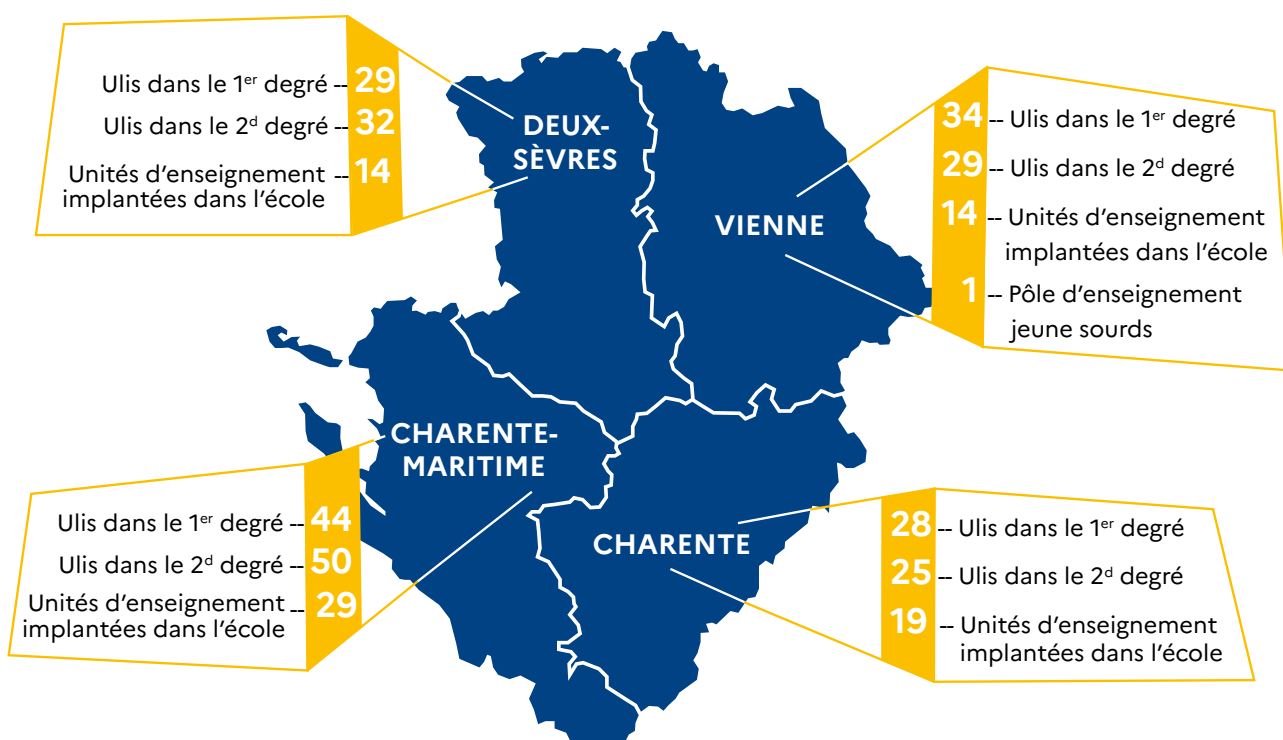 Ulis dans le 1er degré -- 29
Ulis dans le 2d degré -- 32
Unités d'enseignement -- 14
implantées dans l'école
DEUX-
SÈVRES
34 -- Ulis dans le 1er degré
29 -- Ulis dans le 2d degré
14 -- Unités d'enseignement
implantées dans l'école
1 -- Pôle d'enseignement
jeune sourds
VIENNE
CHARENTE-
MARITIME
Ulis dans le 1er degré -- 44
Ulis dans le 2d degré -- 50
Unités d'enseignement -- 29
implantées dans l'école
CHARENTE
28 -- Ulis dans le 1er degré
25 -- Ulis dans le 2d degré
19 -- Unités d'enseignement
implantées dans l'école